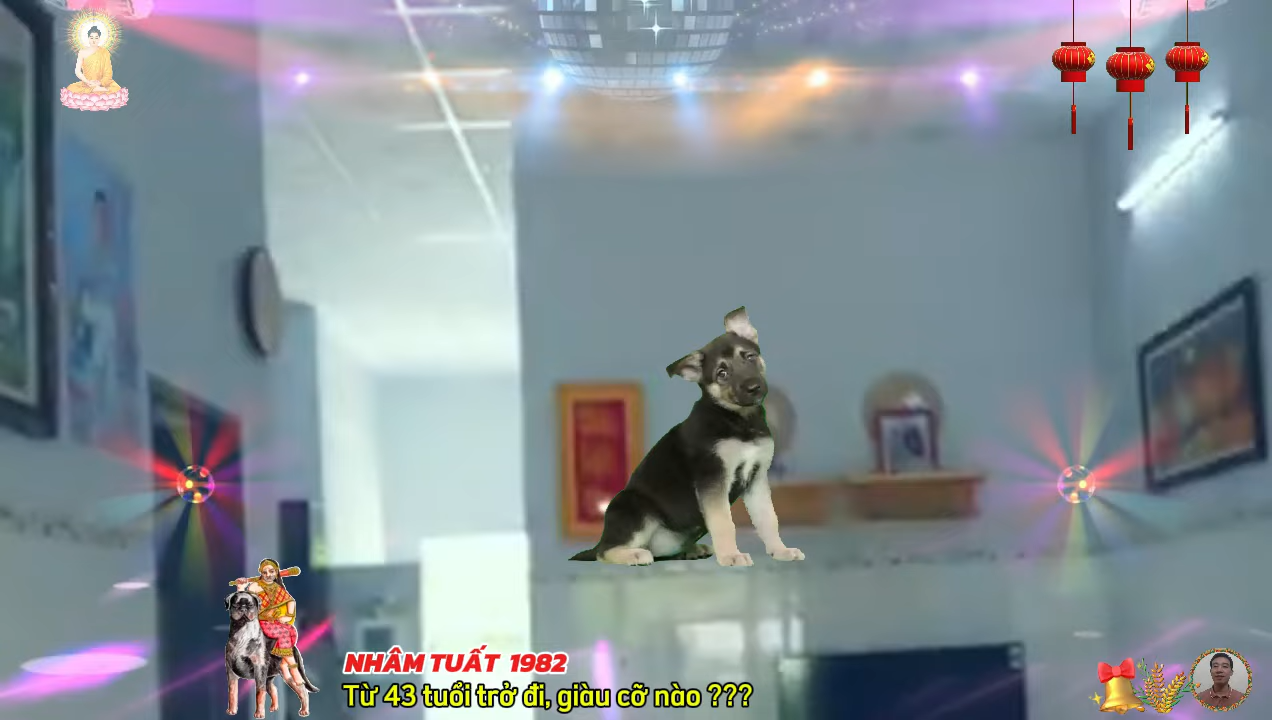 NHÂM TUẤT 1982
Từ 43 tuổi trở đi, giàu cỡ nào ???